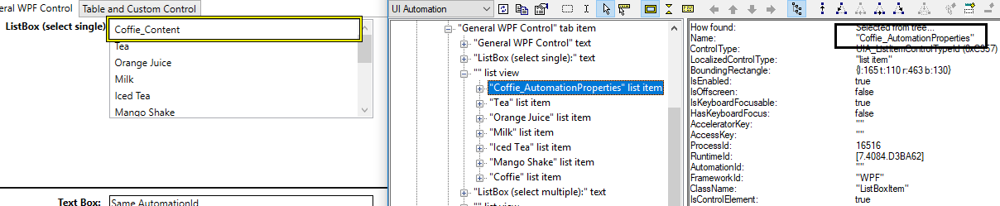 eral WPF Control Table and Custom Control
ListBox (select single)
Coffie_Content
Tea
Orange Juice
Milk
Iced Tea
Mango Shake
Text Box: Same AutomationId
UI Automation
"General WPF Control" tab item
"General WPF Control" text
"ListBox (select single):" text
"" list view
"Coffie_AutomationProperties" list item
"Tea" list item
"Orange Juice" list item
"Milk" list item
"Iced Tea" list item
"Mango Shake" list item
"Coffie" list item
"ListBox (select multiple):" text
"" list view
How found: Selected from tree...
Name: "Coffie_AutomationProperties"
ControlType: UIA_ListItemControlTypeId (0xC357)
LocalizedControlType: "list item"
BoundingRectangle: {l:165 t:110 r:463 b:130}
IsEnabled: true
IsOffscreen: false
IsKeyboardFocusable: true
HasKeyboardFocus: false
AcceleratorKey: ""
AccessKey: ""
ProcessId: 16516
RuntimeId: [7.4084.D3BA62]
AutomationId: ""
FrameworkId: "WPF"
ClassName: "ListBoxItem"
IsControlElement: true